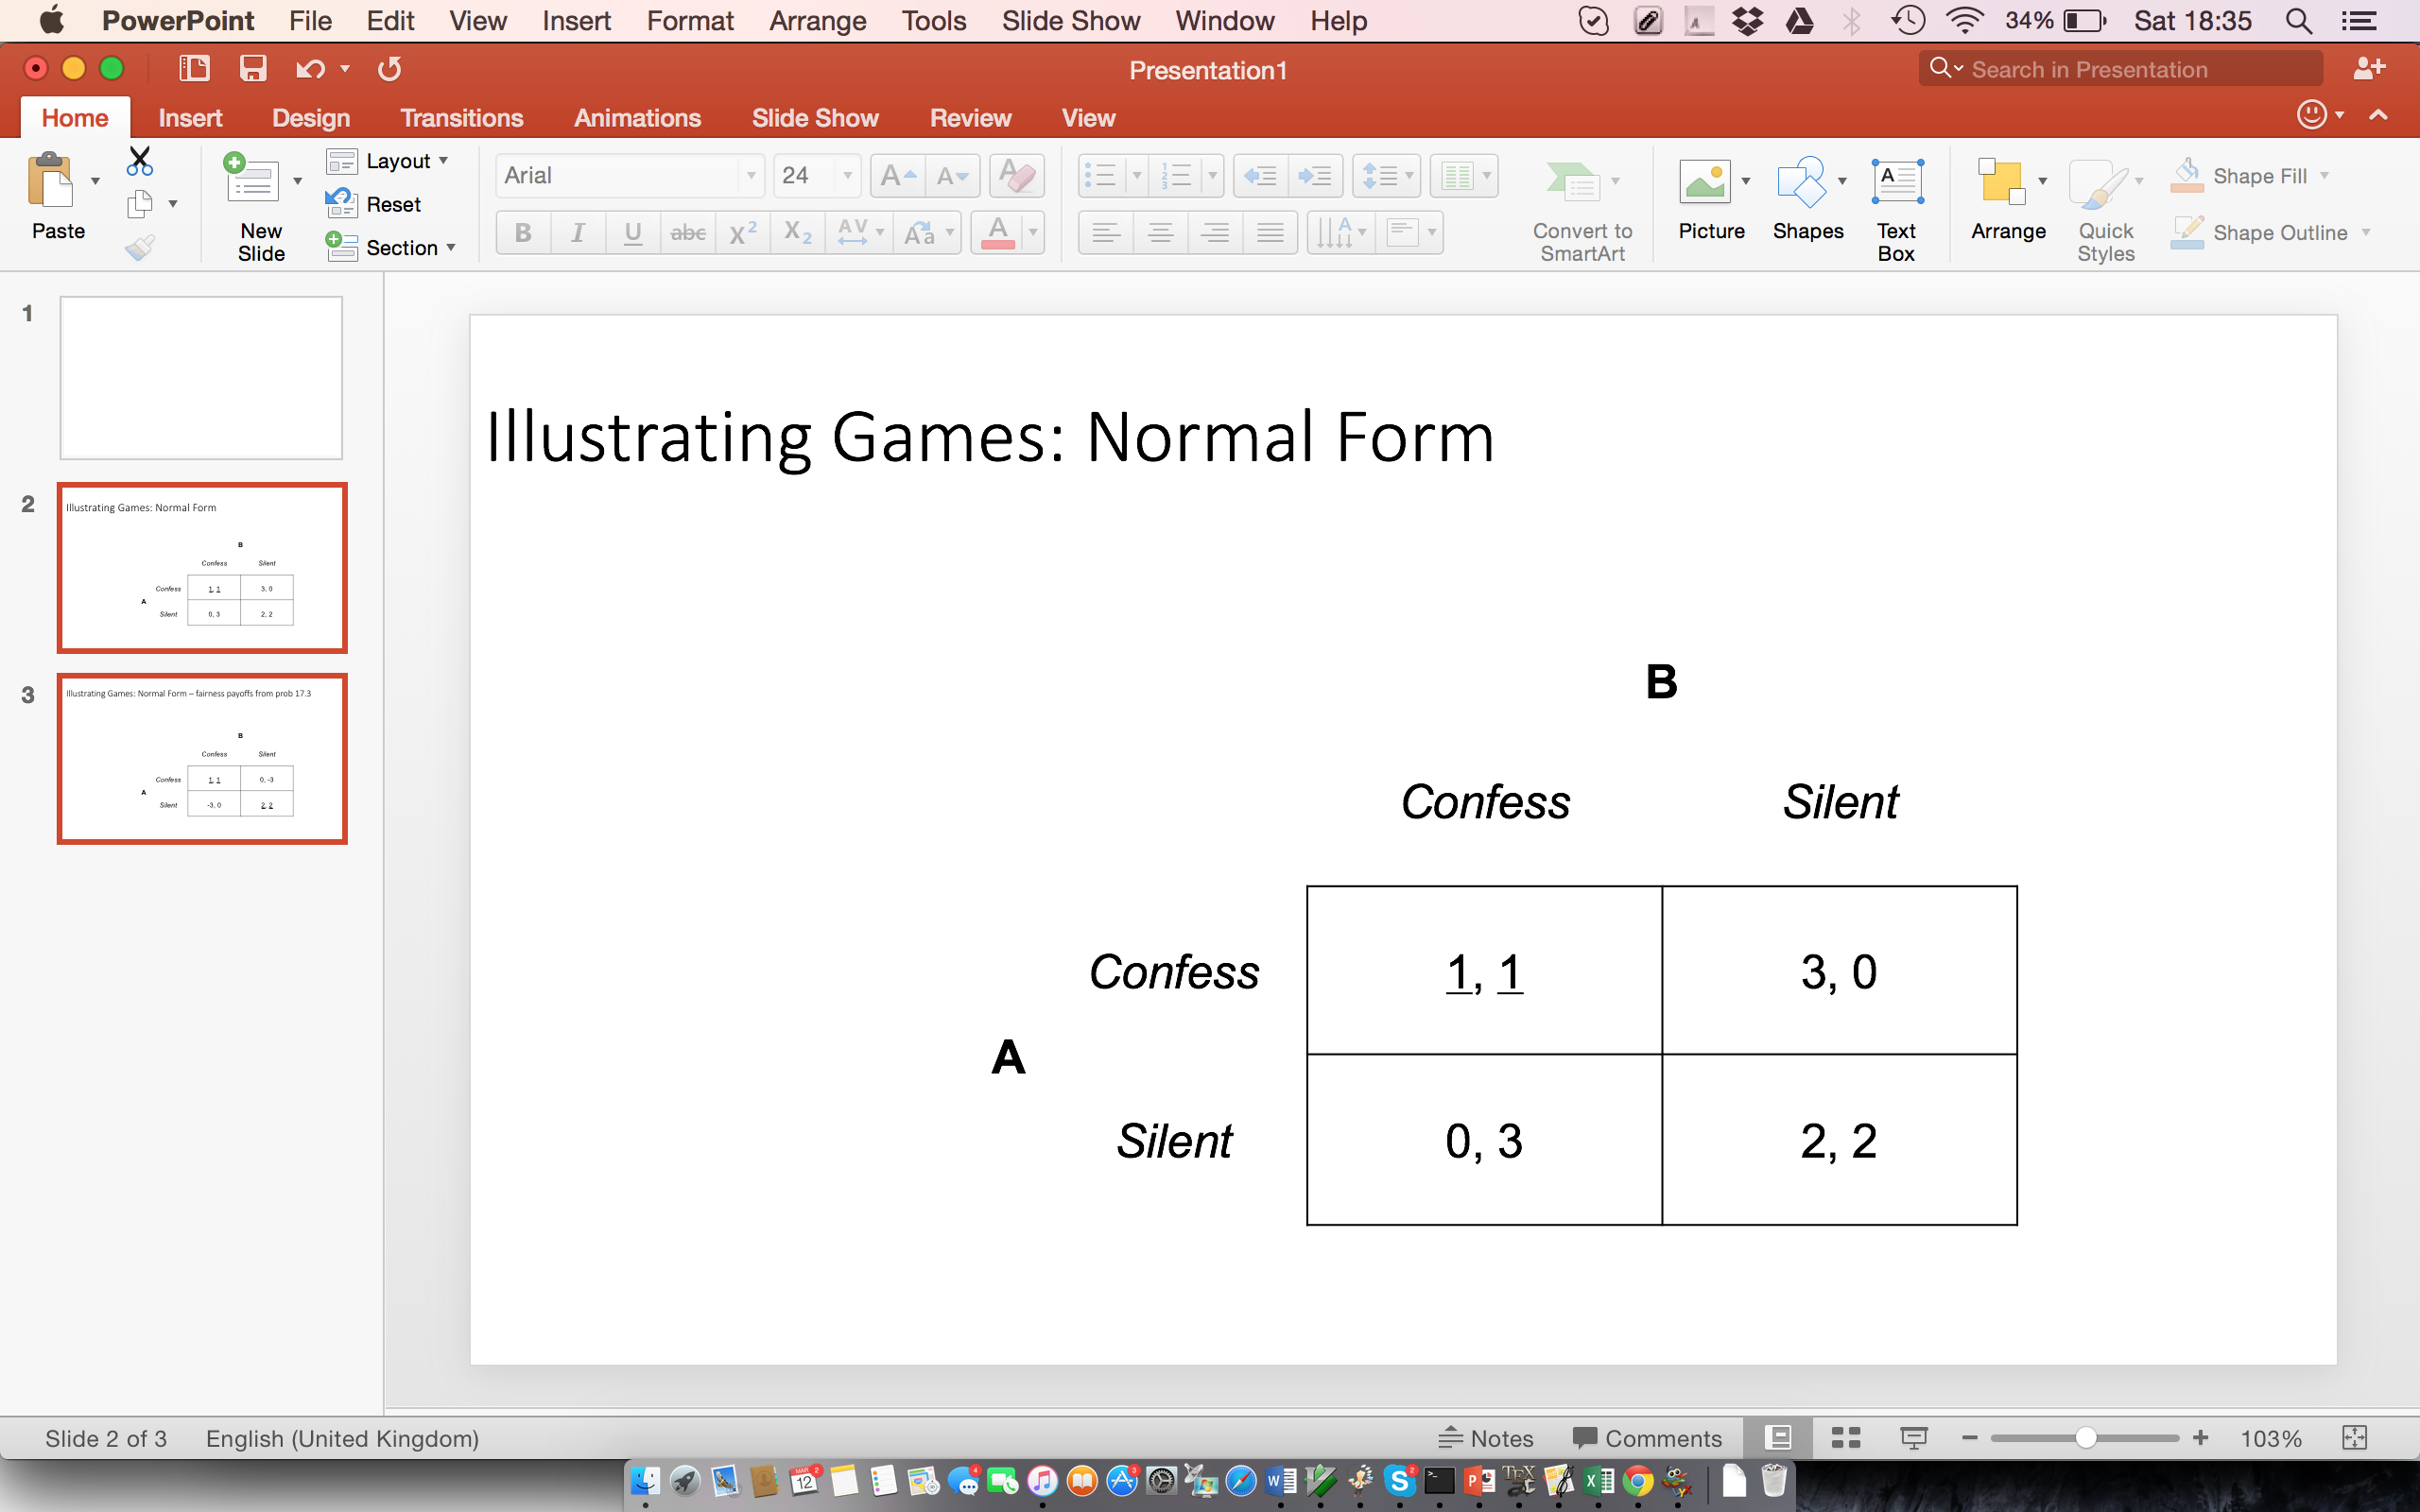 PowerPoint File Edit View Insert Format Arrange Tools Slide Show Window Help 34% Sat 18:35
Presentation1
Search in Presentation
Home Insert Design Transitions Animations Slide Show Review View
Paste
New Slide
Layout
Reset
Section
Arial 24
B I U abc X2 X2 AV Aa A
Convert to SmartArt
Picture
Shapes
Text Box
Arrange
Quick Styles
Shape Fill
Shape Outline
1
2
Illustrating Games: Normal Form
B
Confess Silent
Confess 1, 1 3, 0
A
Silent 0, 3 2, 2
3
Illustrating Games: Normal Form – fairness payoffs from prob 17.3
B
Confess Silent
Confess 1, 1 0, -3
A
Silent -3, 0 2, 2
Illustrating Games: Normal Form
B
Confess Silent
Confess 1, 1 3, 0
A
Silent 0, 3 2, 2
Slide 2 of 3 English (United Kingdom) Notes Comments 103%